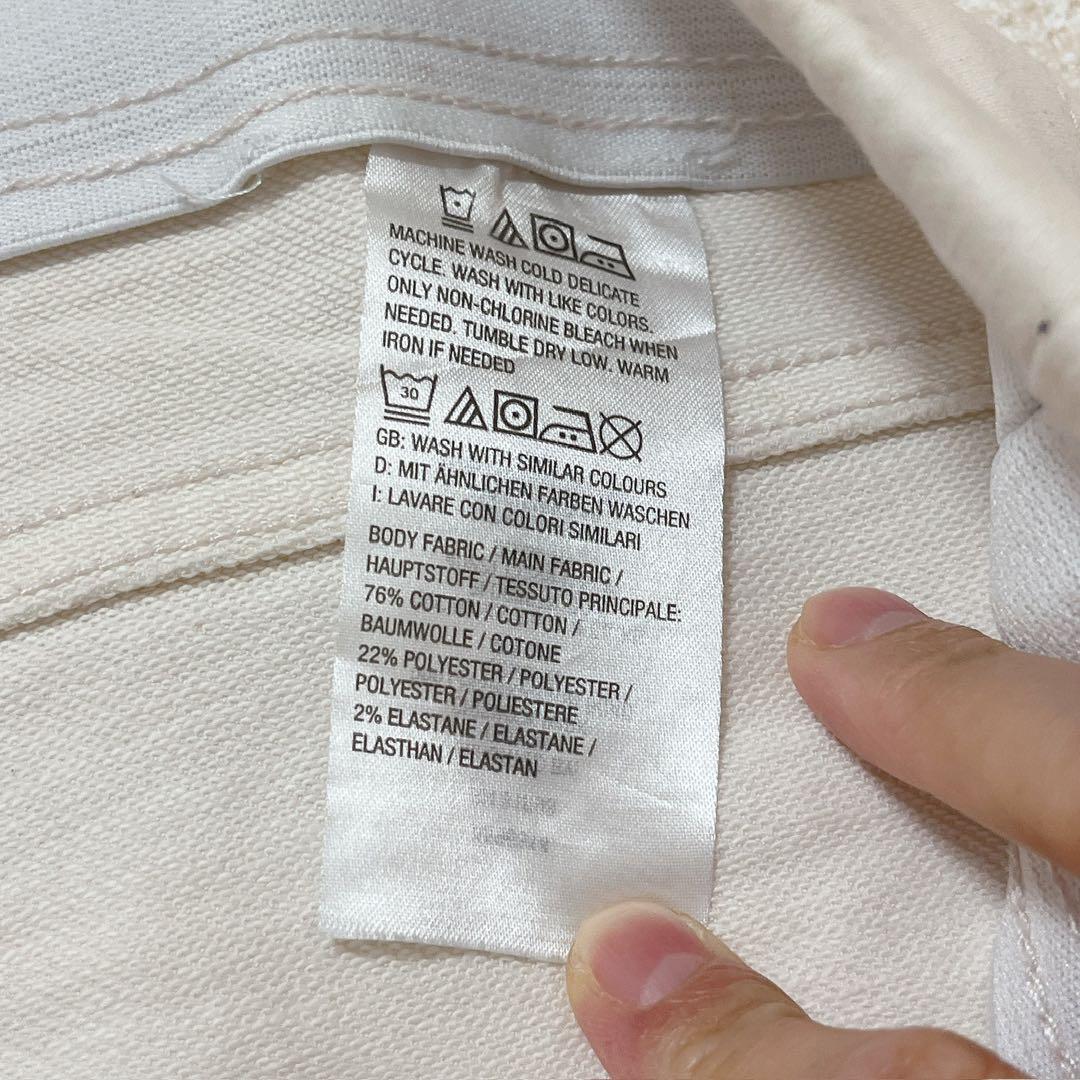 MACHINE WASH COLD DELICATE
CYCLE. WASH WITH LIKE COLORS.
ONLY NON-CHLORINE BLEACH WHEN
NEEDED. TUMBLE DRY LOW. WARM
IRON IF NEEDED
30
GB: WASH WITH SIMILAR COLOURS
D: MIT ÄHNLICHEN FARBEN WASCHEN
I: LAVARE CON COLORI SIMILARI
BODY FABRIC / MAIN FABRIC /
HAUPTSTOFF / TESSUTO PRINCIPALE:
76% COTTON / COTTON /
BAUMWOLLE / COTONE
22% POLYESTER / POLYESTER /
POLYESTER / POLIESTERE
2% ELASTANE / ELASTANE /
ELASTHAN / ELASTAN